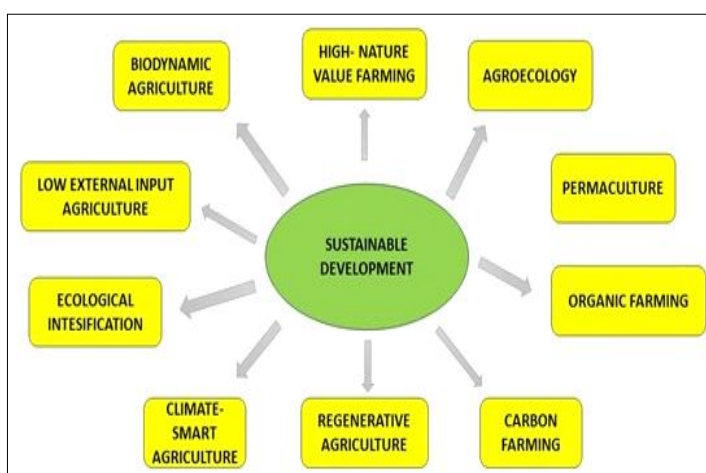 HIGH- NATURE
VALUE FARMING
BIODYNAMIC
AGRICULTURE
AGROECOLOGY
LOW EXTERNAL INPUT
AGRICULTURE
PERMACULTURE
SUSTAINABLE
DEVELOPMENT
ECOLOGICAL
INTESIFICATION
ORGANIC FARMING
CLIMATE-
SMART
AGRICULTURE
REGENERATIVE
AGRICULTURE
CARBON
FARMING